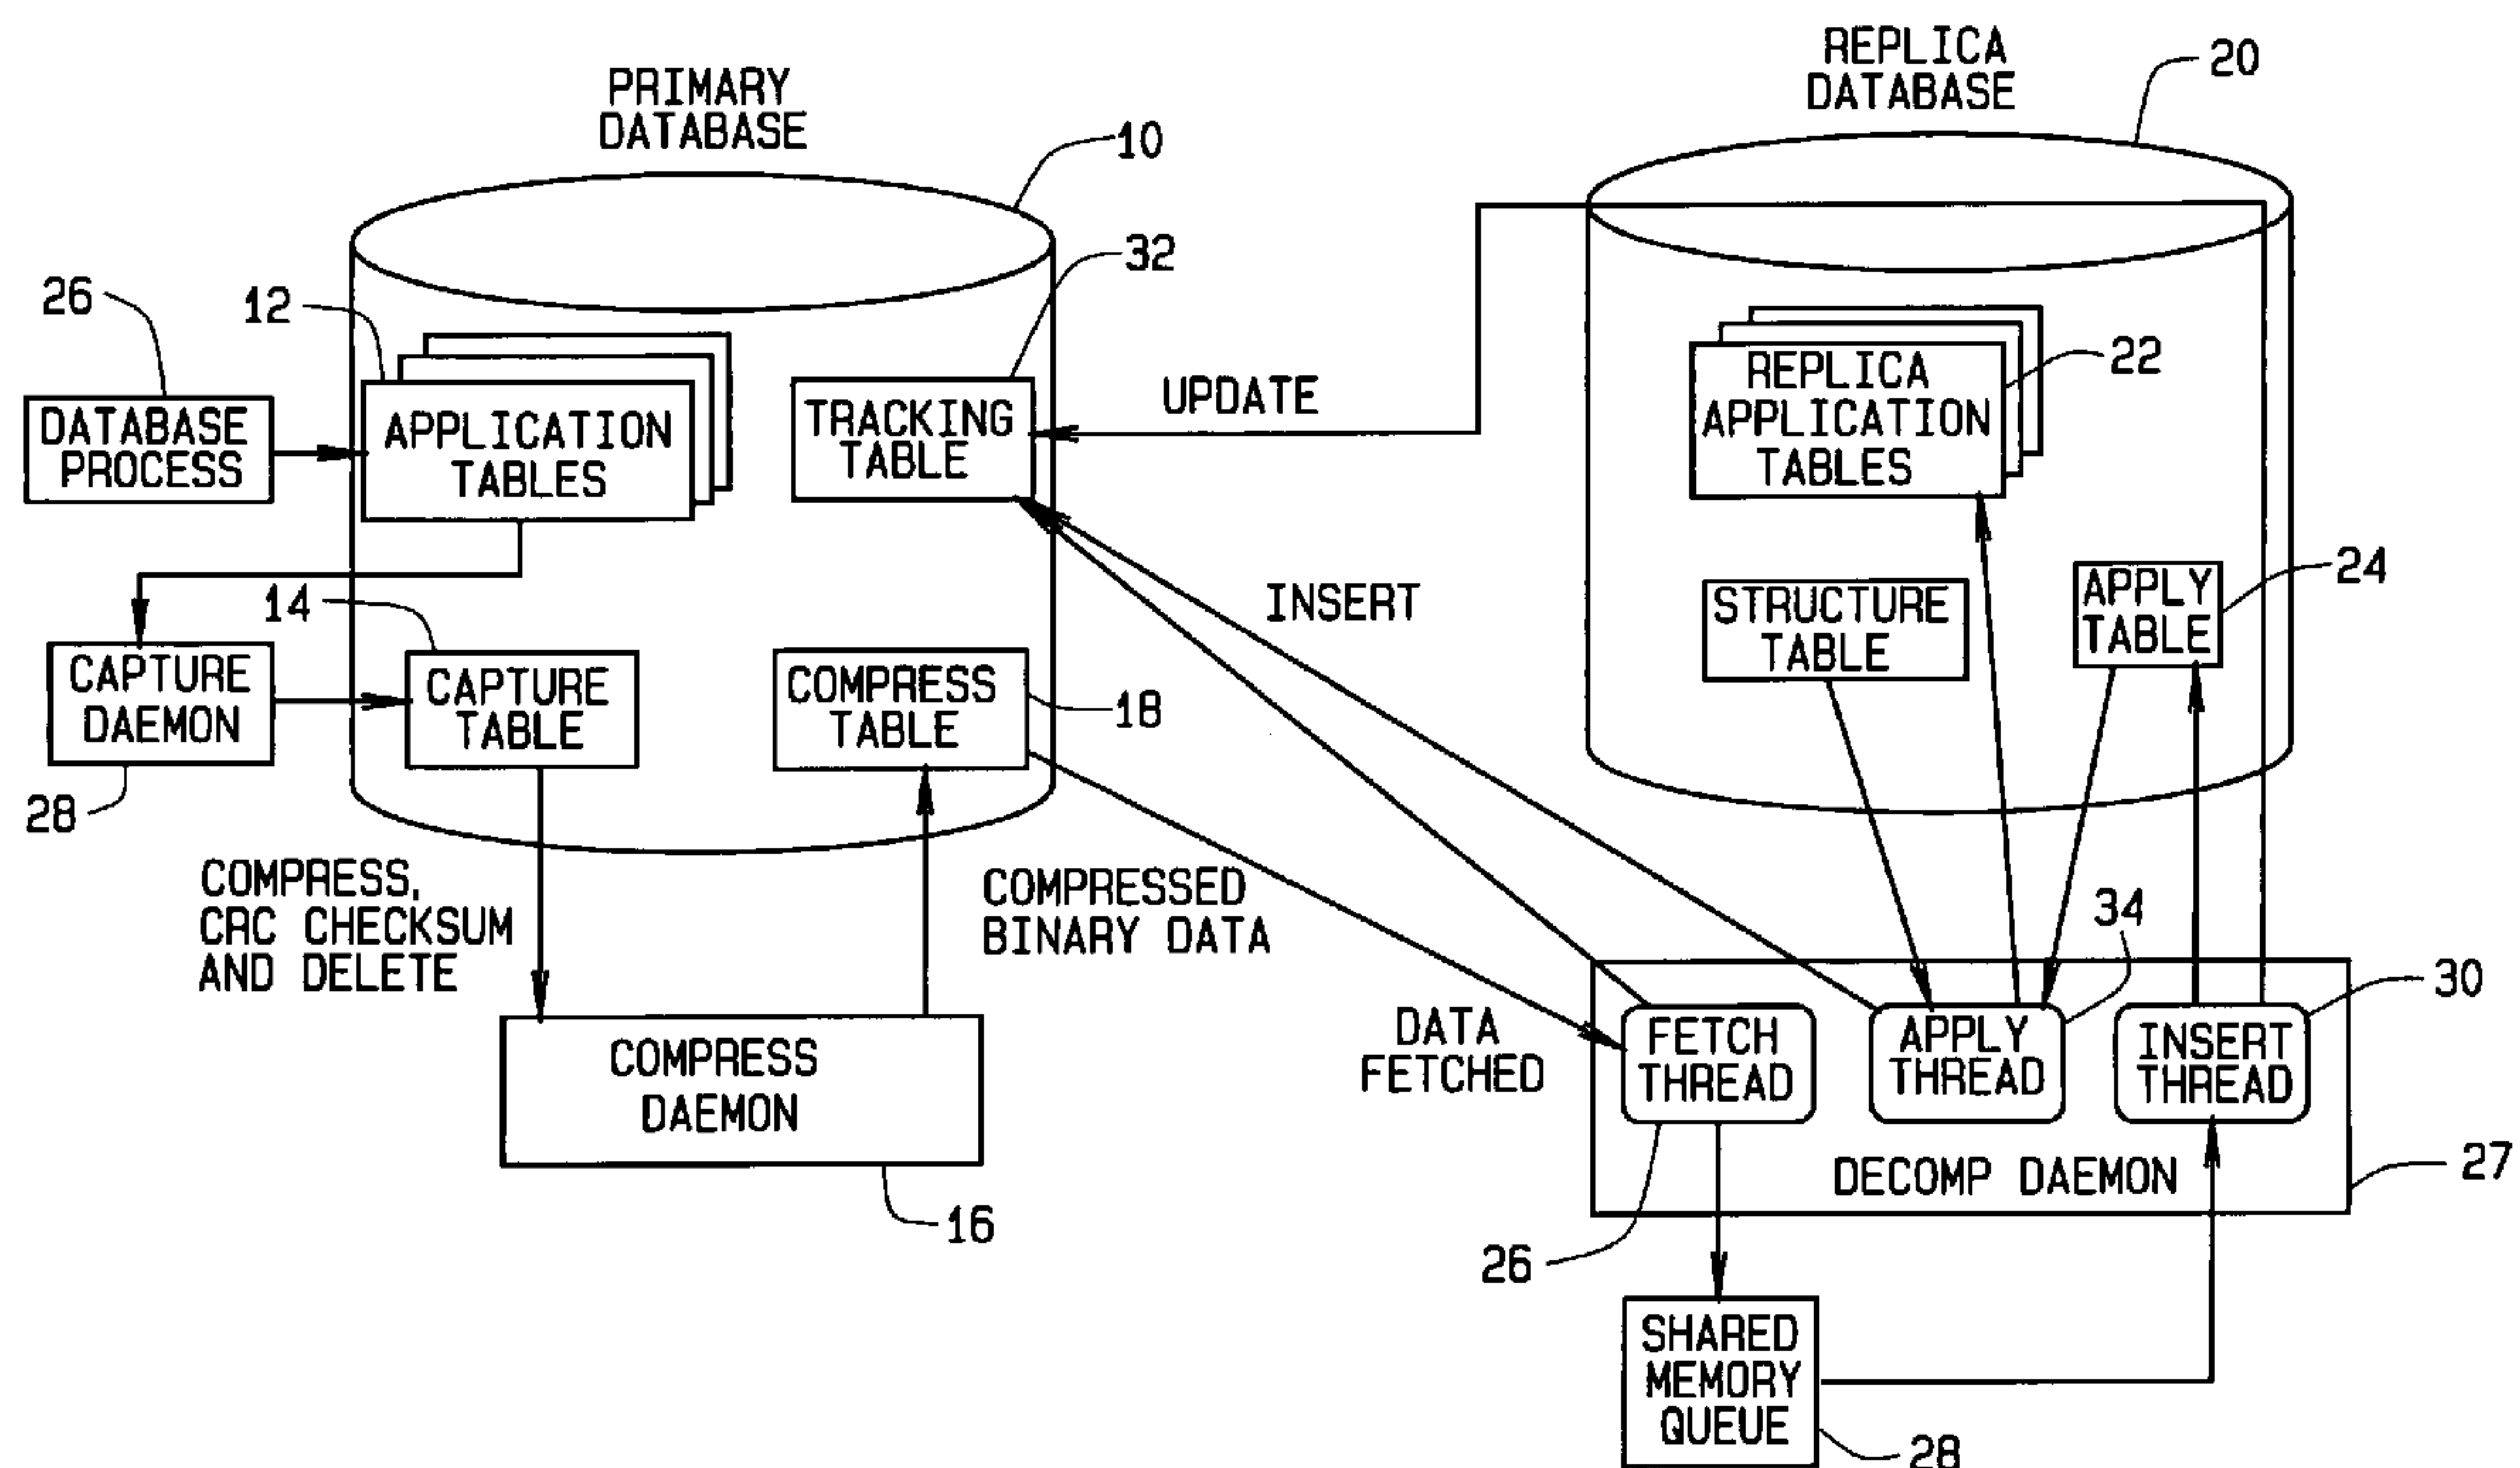 PRIMARY
DATABASE
10
REPLICA
DATABASE
20
26
12
32
DATABASE
PROCESS
APPLICATION
TABLES
TRACKING
TABLE
UPDATE
REPLICA
APPLICATION
TABLES
22
14
INSERT
STRUCTURE
TABLE
APPLY
TABLE
24
CAPTURE
DAEMON
28
CAPTURE
TABLE
COMPRESS
TABLE
18
COMPRESS,
CRC CHECKSUM
AND DELETE
COMPRESSED
BINARY DATA
34
30
COMPRESS
DAEMON
16
DATA
FETCHED
FETCH
THREAD
APPLY
THREAD
INSERT
THREAD
DECOMP DAEMON
27
26
SHARED
MEMORY
QUEUE
28